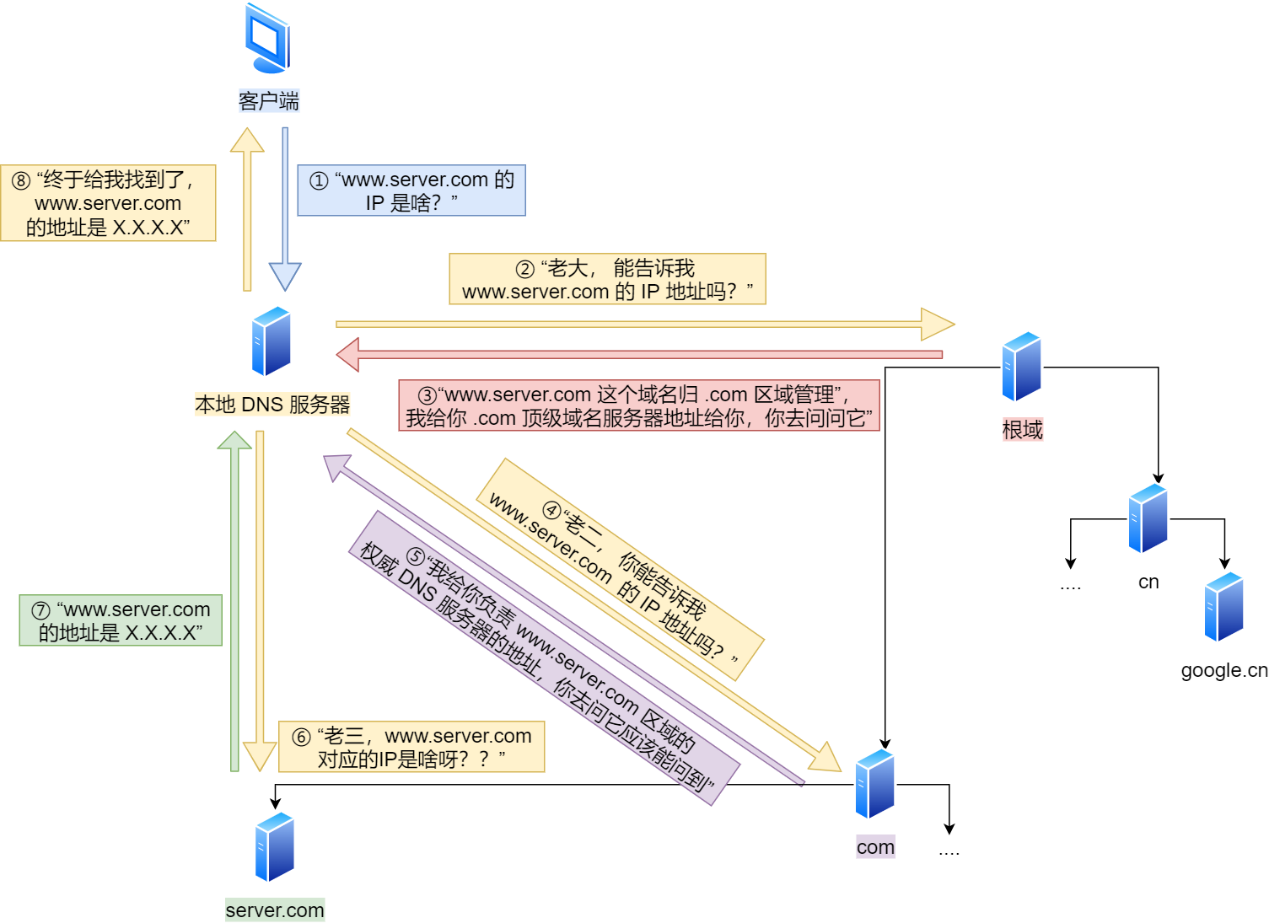 客户端
⑧ “终于给我找到了,
www.server.com
的地址是 X.X.X.X”
① “www.server.com 的
IP 是啥？”
② “老大， 能告诉我
www.server.com 的 IP 地址吗？”
本地 DNS 服务器
③“www.server.com 这个域名归 .com 区域管理”,
我给你 .com 顶级域名服务器地址给你，你去问问它”
根域
④“老二，你能告诉我
www.server.com 的 IP 地址吗？”
⑤“我给你负责 www.server.com 区域的
权威 DNS 服务器的地址，你去问它应该能问到”
....
cn
google.cn
⑦ “www.server.com
的地址是 X.X.X.X”
⑥ “老三，www.server.com
对应的IP是啥呀？？”
com
....
server.com